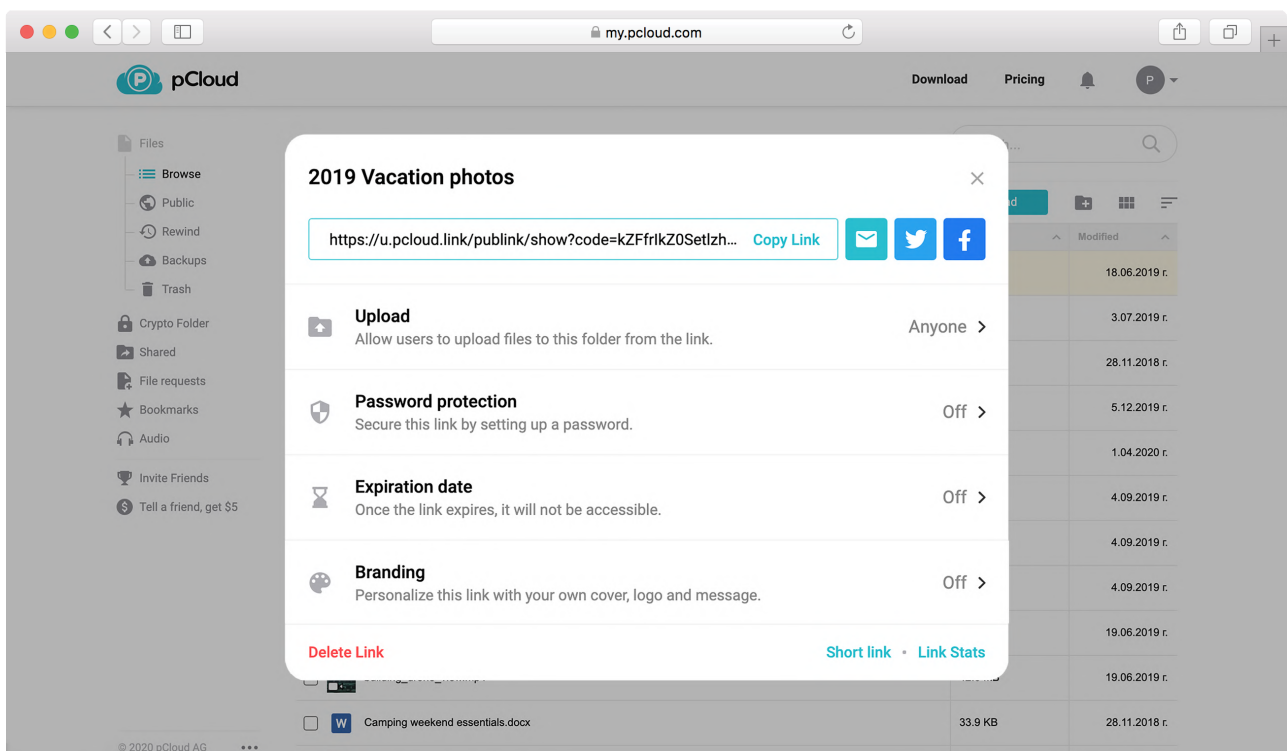 my.pcloud.com
P pCloud
Download Pricing P
Files
Browse
Public
Rewind
Backups
Trash
Crypto Folder
Shared
File requests
Bookmarks
Audio
Invite Friends
$ Tell a friend, get $5
© 2020 pCloud AG
2019 Vacation photos
https://u.pcloud.link/publink/show?code=kZFfrIkZ0SetIzh... Copy Link
Upload
Allow users to upload files to this folder from the link.
Anyone
Password protection
Secure this link by setting up a password.
Off
Expiration date
Once the link expires, it will not be accessible.
Off
Branding
Personalize this link with your own cover, logo and message.
Off
Delete Link
Short link • Link Stats
Modified
18.06.2019 г.
3.07.2019 г.
28.11.2018 г.
5.12.2019 г.
1.04.2020 г.
4.09.2019 г.
4.09.2019 г.
4.09.2019 г.
19.06.2019 г.
19.06.2019 г.
W Camping weekend essentials.docx 33.9 KB 28.11.2018 г.